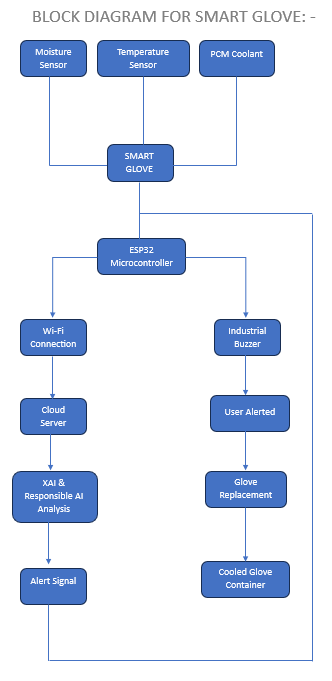 BLOCK DIAGRAM FOR SMART GLOVE: -
Moisture
Sensor
Temperature
Sensor
PCM Coolant
SMART
GLOVE
ESP32
Microcontroller
Wi-Fi
Connection
Industrial
Buzzer
Cloud
Server
User Alerted
XAI &
Responsible AI
Analysis
Glove
Replacement
Alert Signal
Cooled Glove
Container